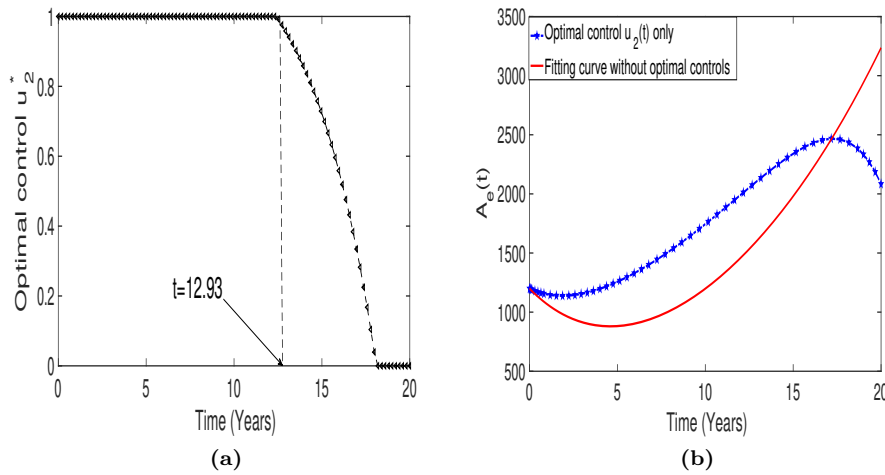 Optimal control u2*
1
0.8
0.6
0.4
0.2
0
t=12.93
0 5 10 15 20
Time (Years)
(a)
A_e(t)
3500
3000
2500
2000
1500
1000
500
Optimal control u_2(t) only
Fitting curve without optimal controls
0 5 10 15 20
Time (Years)
(b)